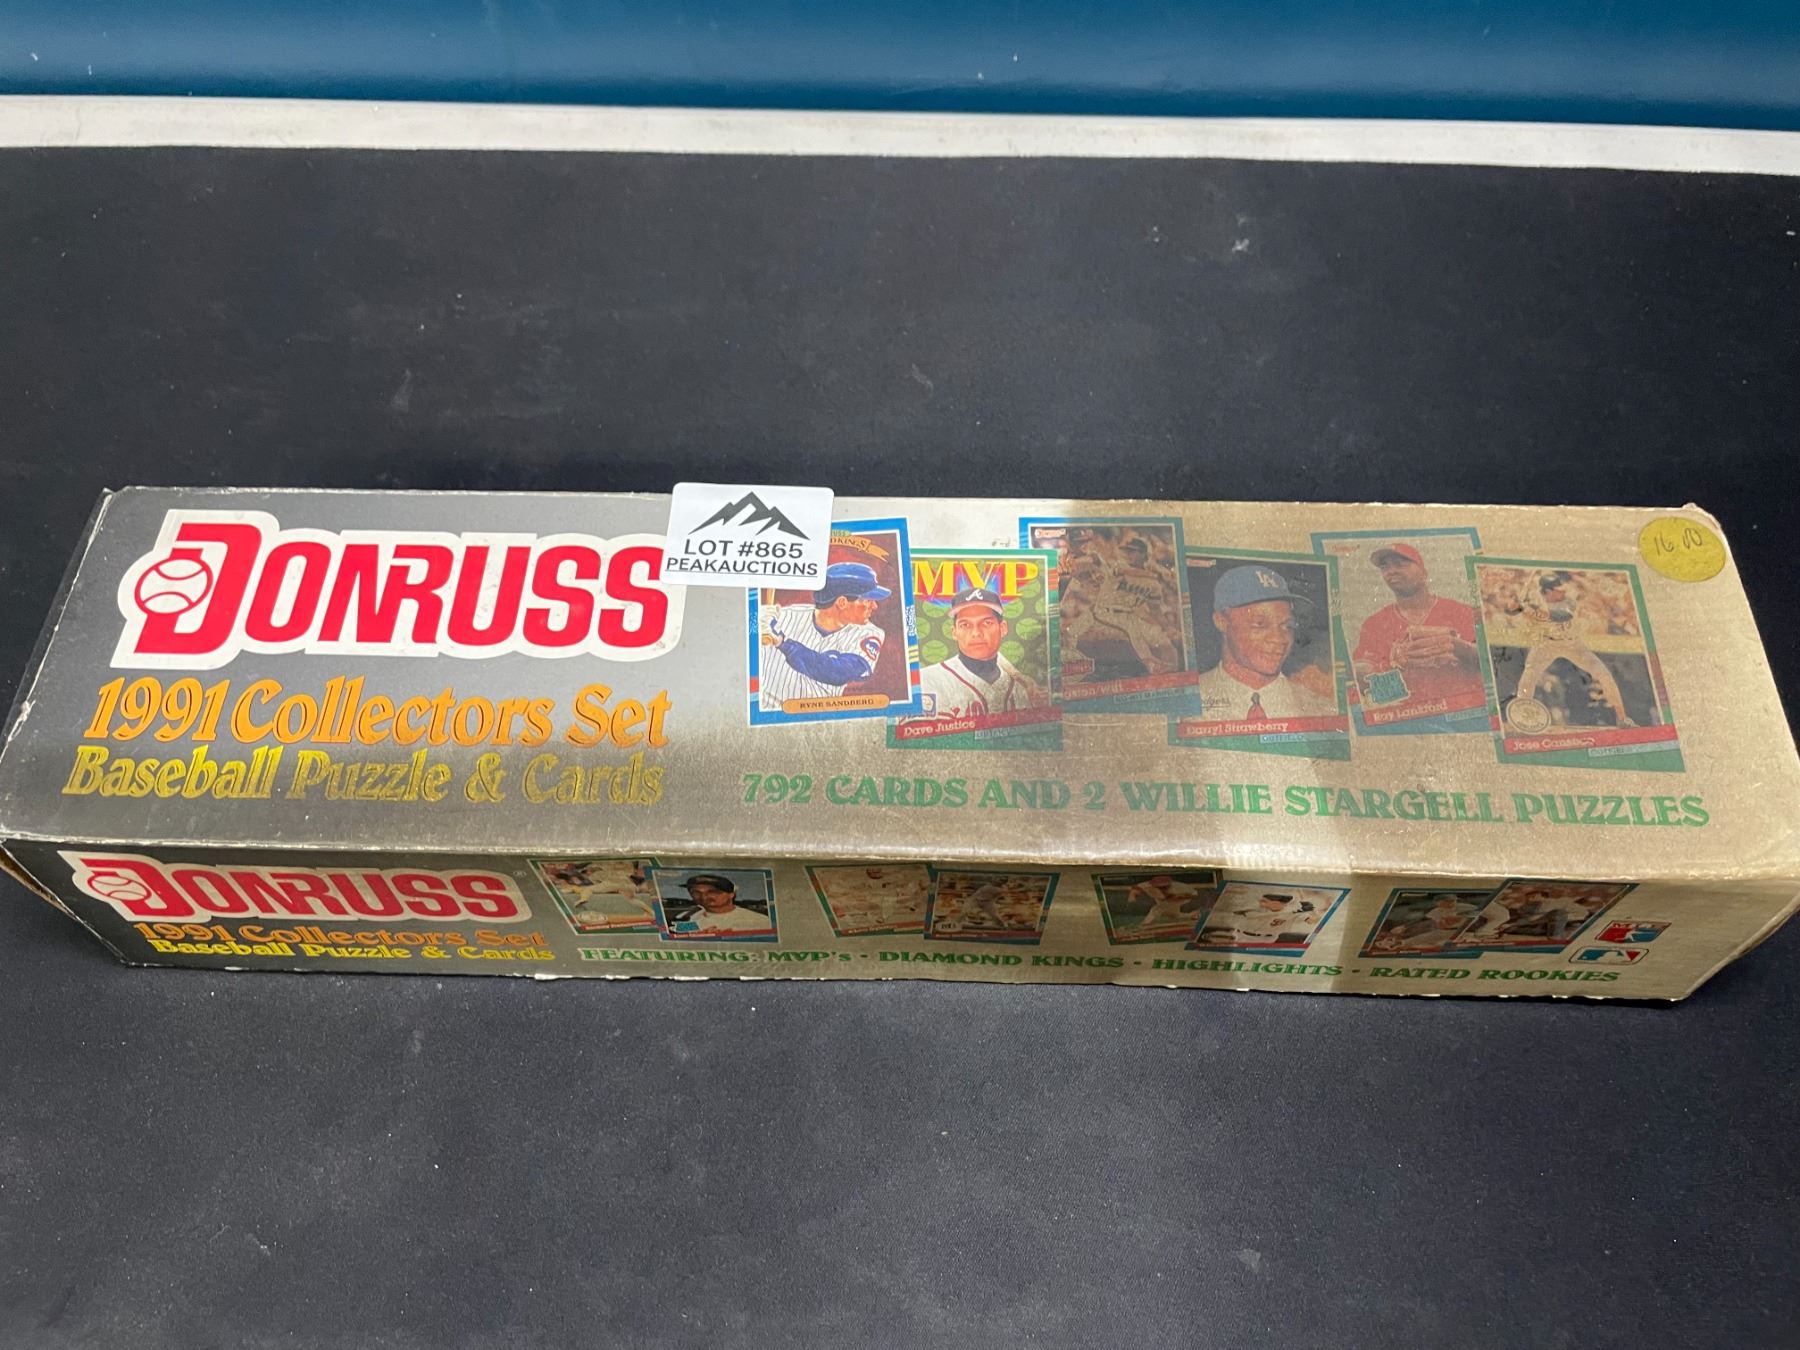 DONRUSS
1991 Collectors Set
Baseball Puzzle & Cards
LOT #865
PEAKAUCTIONS
RYNE SANDBERG
MVP
Dave Justice
Darryl Strawberry
Ray Lankford
Jose Canseco
16 00
792 CARDS AND 2 WILLIE STARGELL PUZZLES
DONRUSS
1991 Collectors Set
Baseball Puzzle & Cards
FEATURING: MVP's • DIAMOND KINGS • HIGHLIGHTS • RATED ROOKIES